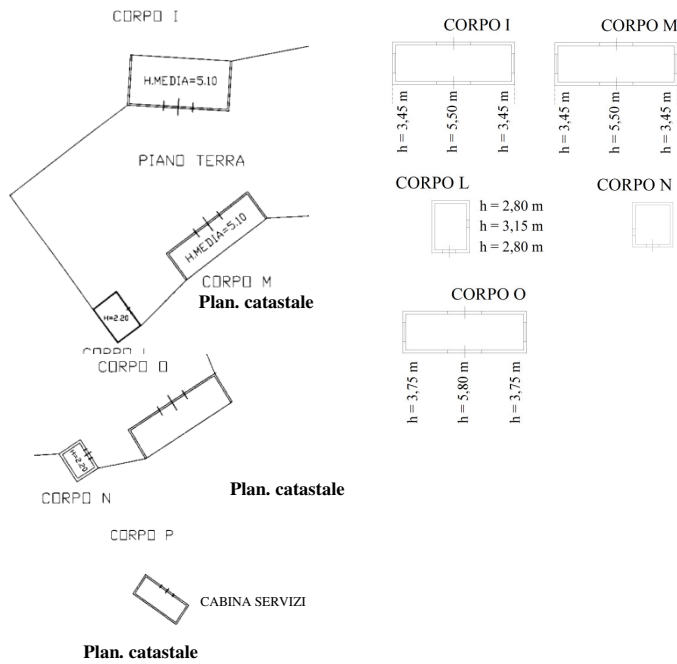 CORPO I
H.MEDIA=5.10
PIANO TERRA
H.MEDIA=5.10
CORPO M
Plan. catastale
H=2.20
CORPO L
CORPO O
H=2.20
CORPO N
Plan. catastale
CORPO P
CABINA SERVIZI
Plan. catastale
CORPO I
h = 3,45 m
h = 5,50 m
h = 3,45 m
CORPO M
h = 3,45 m
h = 5,50 m
h = 3,45 m
CORPO L
h = 2,80 m
h = 3,15 m
h = 2,80 m
CORPO N
CORPO O
h = 3,75 m
h = 5,80 m
h = 3,75 m